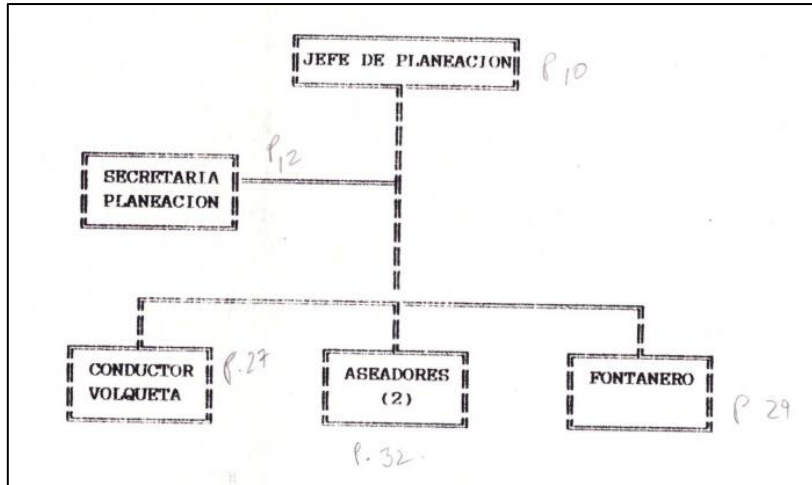 JEFE DE PLANEACION
P 10
P,12
SECRETARIA
PLANEACION
CONDUCTOR
VOLQUETA
P.27
ASEADORES
(2)
P.32.
FONTANERO
P 29